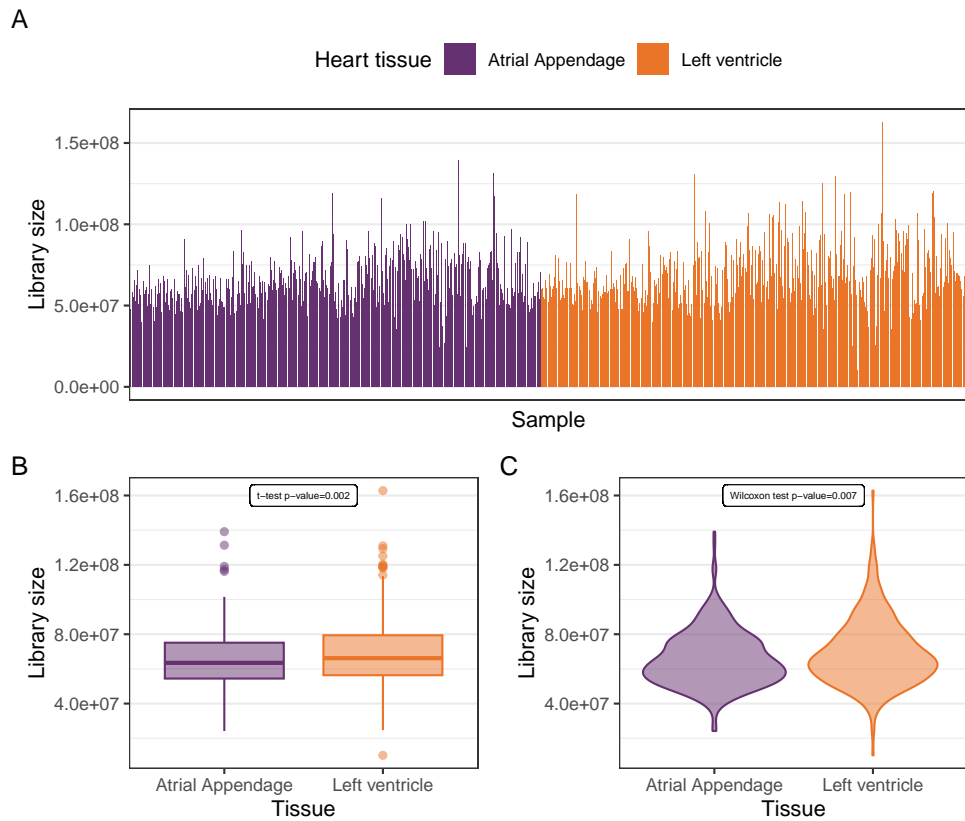 A
Heart tissue Atrial Appendage Left ventricle
Library size
1.5e+08
1.0e+08
5.0e+07
0.0e+00
Sample
B
t−test p−value=0.002
Library size
1.6e+08
1.2e+08
8.0e+07
4.0e+07
Atrial Appendage Left ventricle
Tissue
C
Wilcoxon test p−value=0.007
Library size
1.6e+08
1.2e+08
8.0e+07
4.0e+07
Atrial Appendage Left ventricle
Tissue